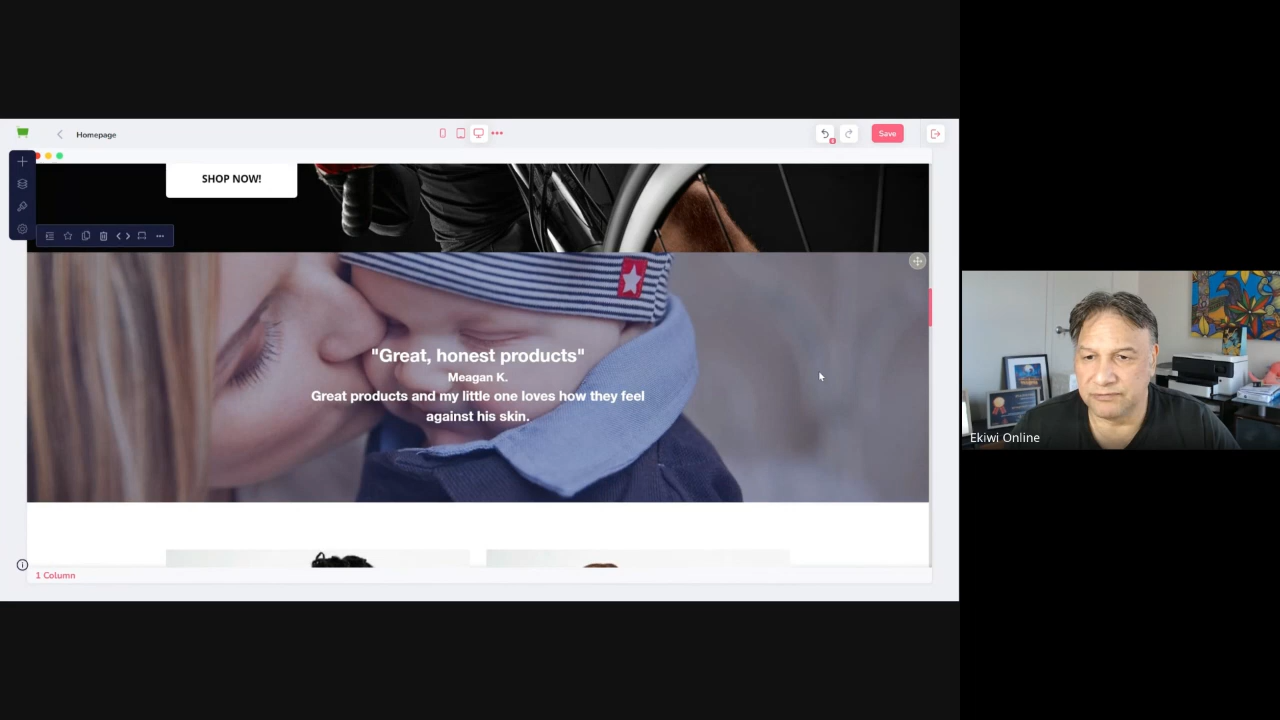 Homepage
Save
SHOP NOW!
"Great, honest products"
Meagan K.
Great products and my little one loves how they feel
against his skin.
1 Column
Ekiwi Online